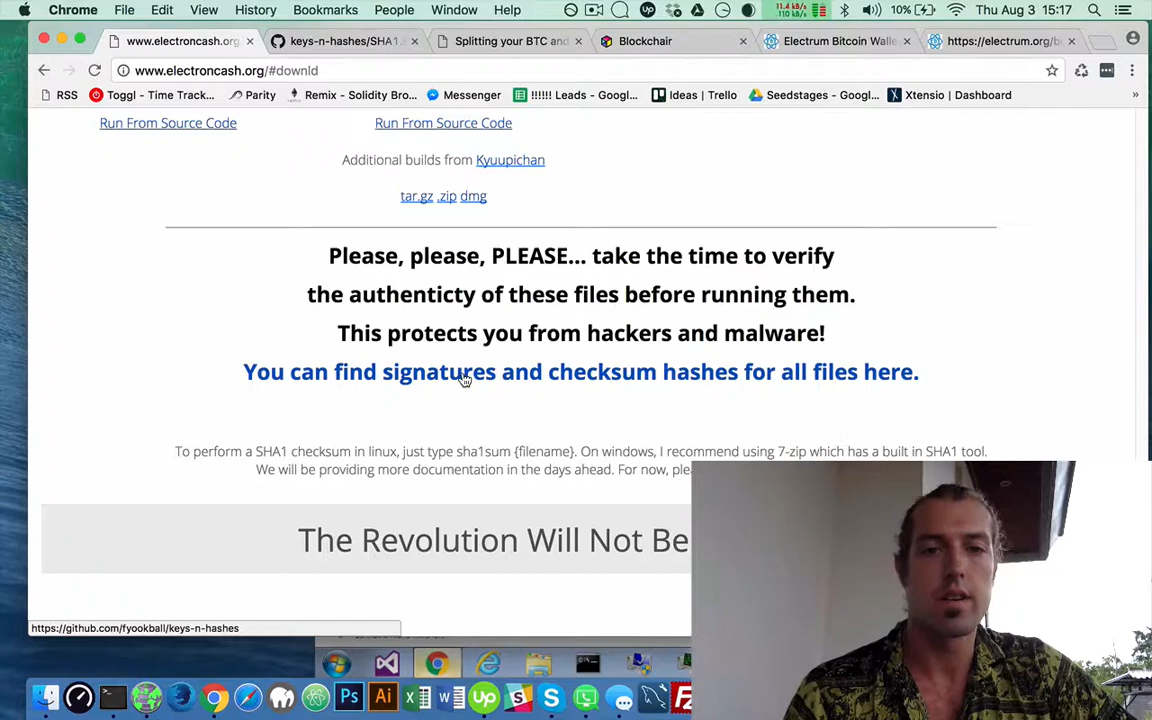 Chrome File Edit View History Bookmarks People Window Help 11.4 kB/s 110 kB/s 10% Thu Aug 3 15:17
www.electroncash.org keys-n-hashes/SHA1 Splitting your BTC and Blockchair Electrum Bitcoin Walle https://electrum.org/b
www.electroncash.org/#downld
RSS Toggl - Time Track... Parity Remix - Solidity Bro... Messenger !!!!!! Leads - Googl... Ideas | Trello Seedstages - Googl... Xtensio | Dashboard »
Run From Source Code Run From Source Code
Additional builds from Kyuupichan
tar.gz .zip dmg
Please, please, PLEASE... take the time to verify
the authenticty of these files before running them.
This protects you from hackers and malware!
You can find signatures and checksum hashes for all files here.
To perform a SHA1 checksum in linux, just type sha1sum {filename}. On windows, I recommend using 7-zip which has a built in SHA1 tool.
We will be providing more documentation in the days ahead. For now,
The Revolution Will Not Be
https://github.com/fyookball/keys-n-hashes
Ps Ai Up